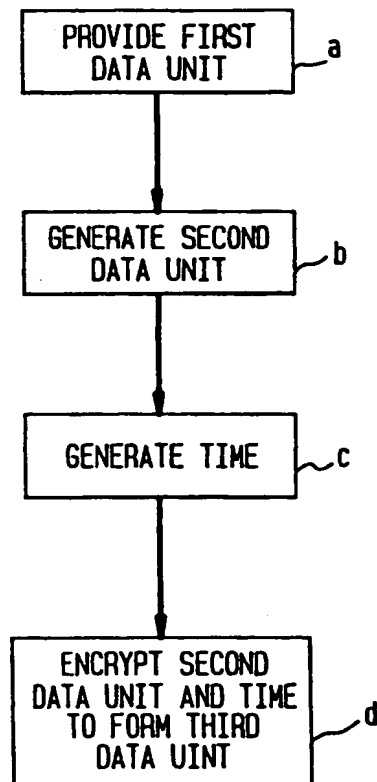 PROVIDE FIRST
DATA UNIT
a
GENERATE SECOND
DATA UNIT
b
GENERATE TIME
c
ENCRYPT SECOND
DATA UNIT AND TIME
TO FORM THIRD
DATA UINT
d